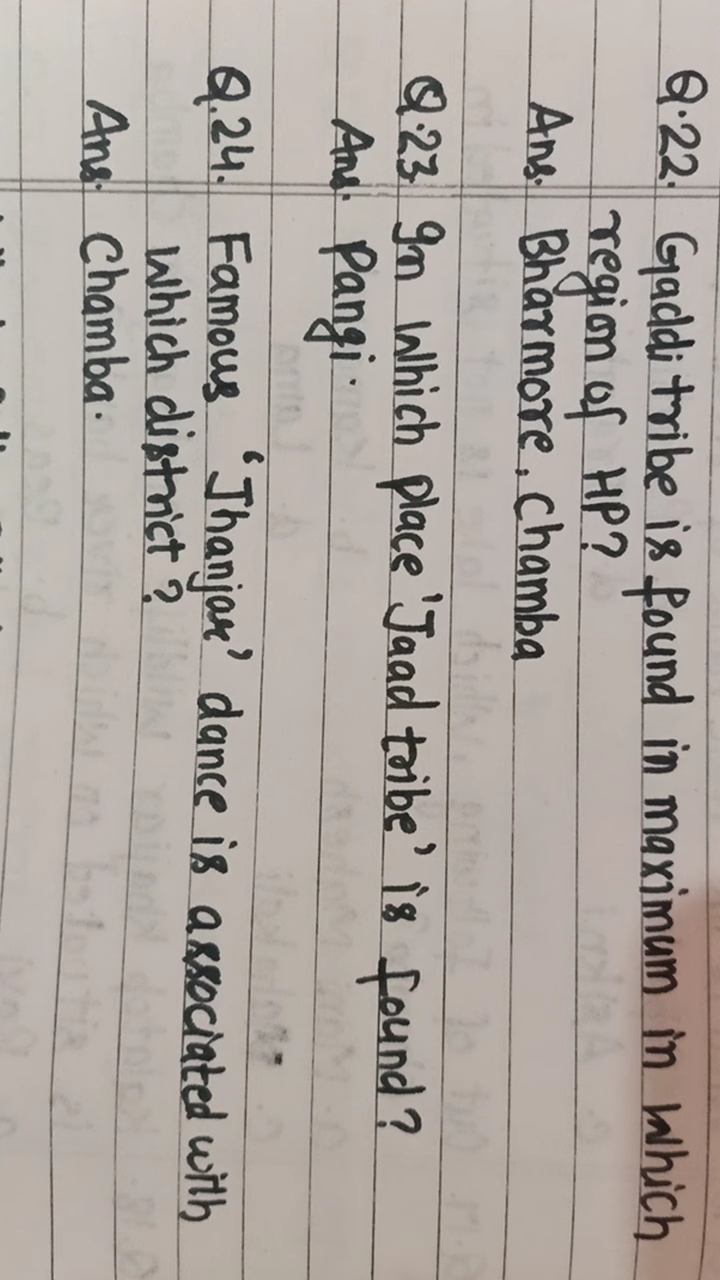 Q.22. Gaddi tribe is found in maximum in which
region of HP?
Ans. Bharmore, Chamba
Q.23. In which place 'Jaad tribe' is found?
Ans. Pangi.
Q.24. Famous 'Jhanjar' dance is associated with
which district?
Ans. Chamba.